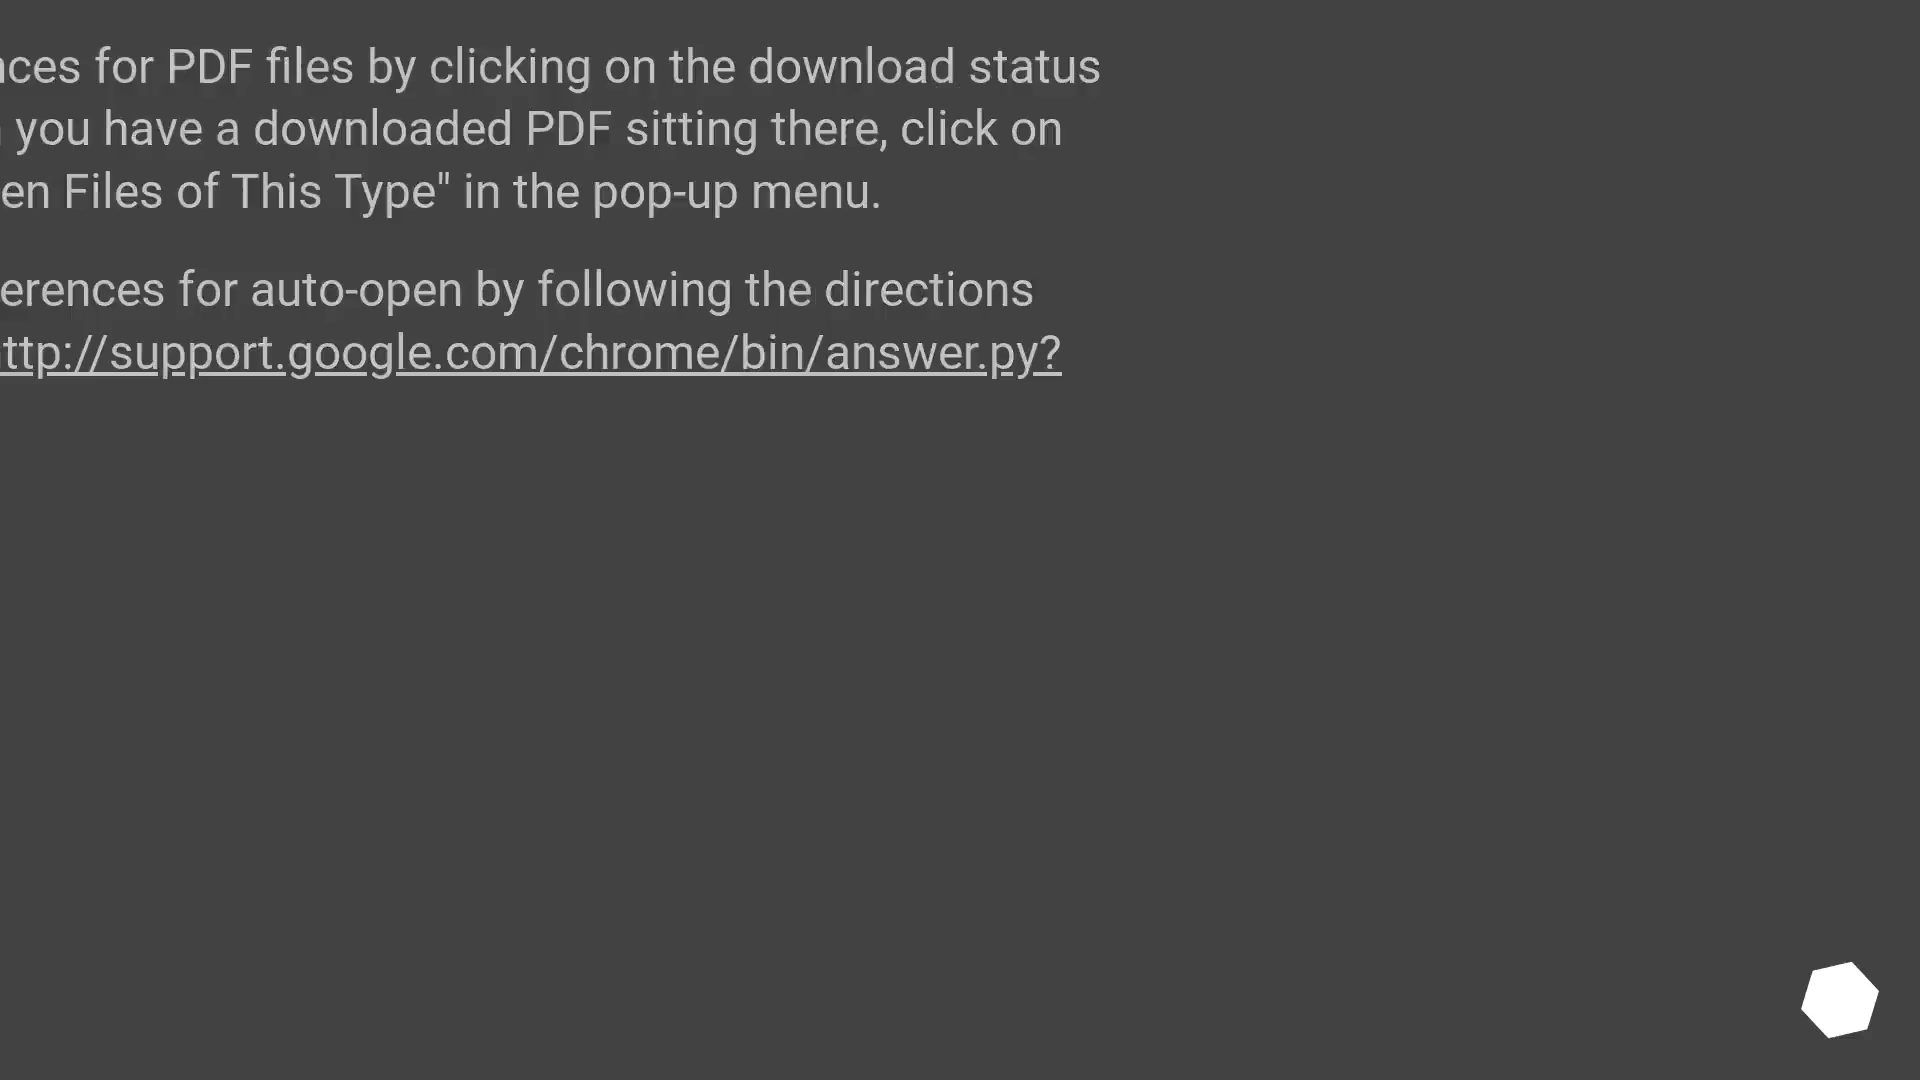 nces for PDF files by clicking on the download status
you have a downloaded PDF sitting there, click on
en Files of This Type" in the pop-up menu.
erences for auto-open by following the directions
ttp://support.google.com/chrome/bin/answer.py?